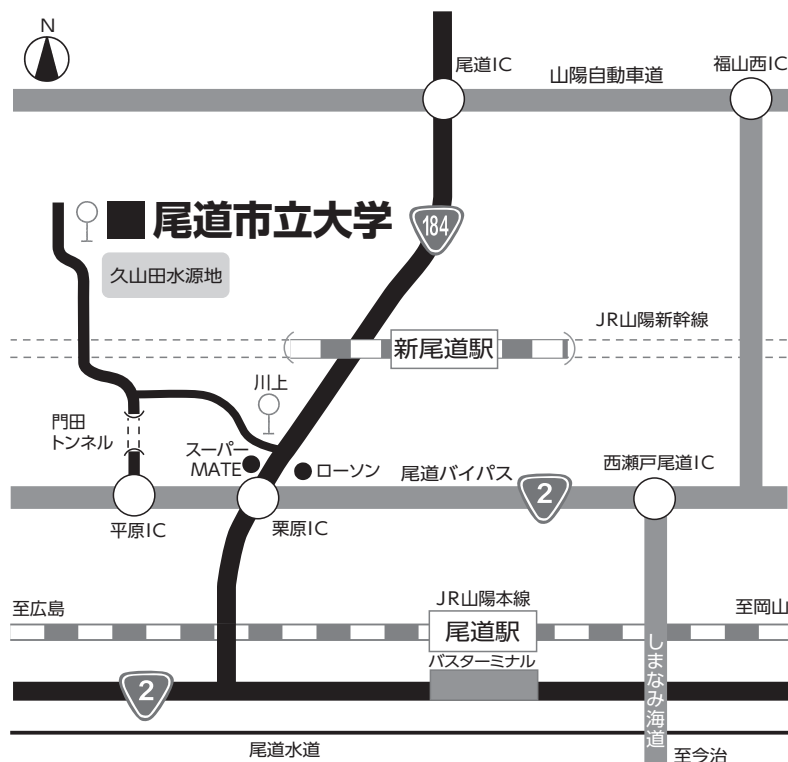 N
尾道IC
山陽自動車道
福山西IC
尾道市立大学
184
久山田水源地
JR山陽新幹線
新尾道駅
川上
門田
トンネル
スーパー
MATE
ローソン
尾道バイパス
2
西瀬戸尾道IC
平原IC
栗原IC
至広島
JR山陽本線
至岡山
尾道駅
バスターミナル
しまなみ海道
2
尾道水道
至今治